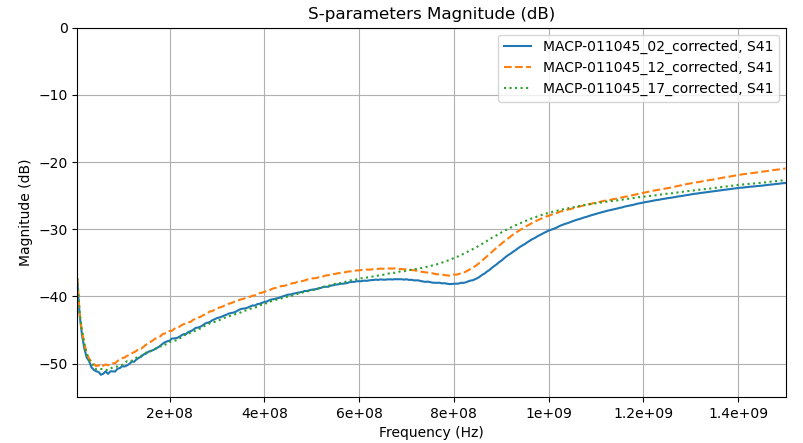 S-parameters Magnitude (dB)
MACP-011045_02_corrected, S41
MACP-011045_12_corrected, S41
MACP-011045_17_corrected, S41
Magnitude (dB)
0
−10
−20
−30
−40
−50
2e+08 4e+08 6e+08 8e+08 1e+09 1.2e+09 1.4e+09
Frequency (Hz)